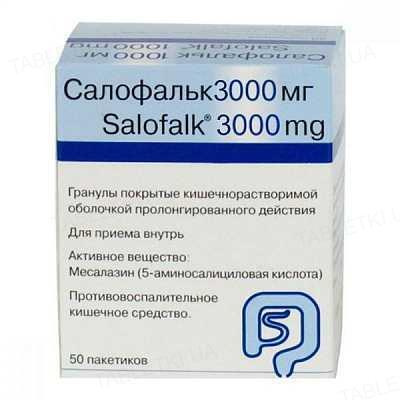 Салофальк 1000 мг
Salofalk® 1000 mg
Салофальк3000 мг
Salofalk® 3000 mg
Гранулы покрытые кишечнорастворимой
оболочкой пролонгированного действия
Для приема внутрь
Активное вещество:
Месалазин (5-аминосалициловая кислота)
Противовоспалительное
кишечное средство.
50 пакетиков
TABLETKI.UA